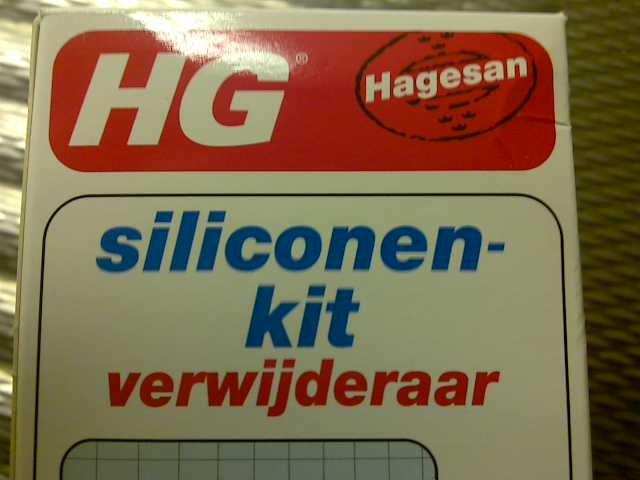 HG® Hagesan
siliconen-
kit
verwijderaar